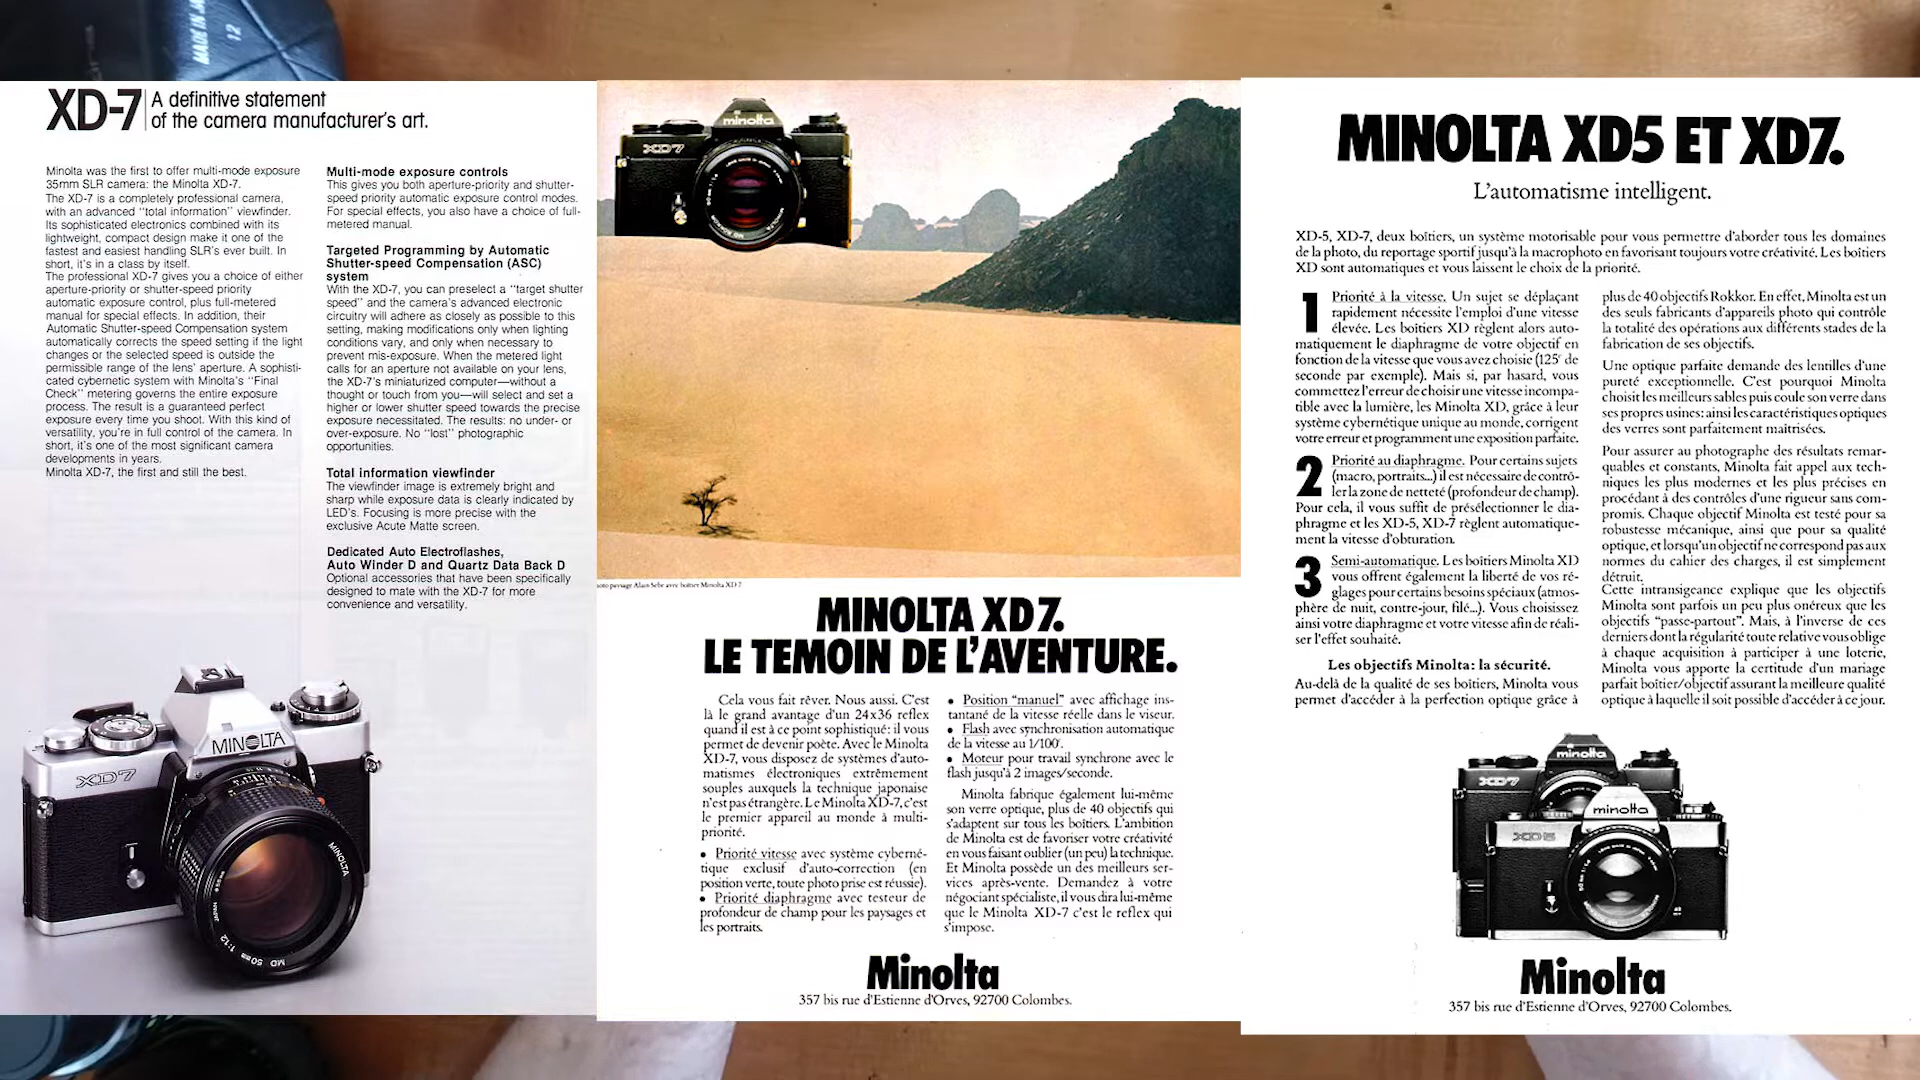 MADE IN JA
12
XD-7
A definitive statement
of the camera manufacturer's art.
Minolta was the first to offer multi-mode exposure
35mm SLR camera: the Minolta XD-7.
The XD-7 is a completely professional camera,
with an advanced "total information" viewfinder.
Its sophisticated electronics combined with its
lightweight, compact design make it one of the
fastest and easiest handling SLR's ever built. In
short, it's in a class by itself.
The professional XD-7 gives you a choice of either
aperture-priority or shutter-speed priority
automatic exposure control, plus full-metered
manual for special effects. In addition, their
Automatic Shutter-speed Compensation system
automatically corrects the speed setting if the light
changes or the selected speed is outside the
permissible range of the lens' aperture. A sophisti-
cated cybernetic system with Minolta's "Final
Check" metering governs the entire exposure
process. The result is a guaranteed perfect
exposure every time you shoot. With this kind of
versatility, you're in full control of the camera. In
short, it's one of the most significant camera
developments in years.
Minolta XD-7, the first and still the best.
Multi-mode exposure controls
This gives you both aperture-priority and shutter-
speed priority automatic exposure control modes.
For special effects, you also have a choice of full-
metered manual.
Targeted Programming by Automatic
Shutter-speed Compensation (ASC)
system
With the XD-7, you can preselect a "target shutter
speed" and the camera's advanced electronic
circuitry will adhere as closely as possible to this
setting, making modifications only when lighting
conditions vary, and only when necessary to
prevent mis-exposure. When the metered light
calls for an aperture not available on your lens,
the XD-7's miniaturized computer—without a
thought or touch from you—will select and set a
higher or lower shutter speed towards the precise
exposure necessitated. The results: no under- or
over-exposure. No "lost" photographic
opportunities.
Total information viewfinder
The viewfinder image is extremely bright and
sharp while exposure data is clearly indicated by
LED's. Focusing is more precise with the
exclusive Acute Matte screen.
Dedicated Auto Electroflashes,
Auto Winder D and Quartz Data Back D
Optional accessories that have been specifically
designed to mate with the XD-7 for more
convenience and versatility.
MINOLTA
XD7
MINOLTA
JAPAN
MD 50mm 1:1.2
minolta
XD7
MINOLTA
oto paysage Alain Sebe avec boîtier Minolta XD 7
MINOLTA XD7.
LE TEMOIN DE L'AVENTURE.
Cela vous fait rêver. Nous aussi. C'est
là le grand avantage d'un 24x36 reflex
quand il est à ce point sophistiqué: il vous
permet de devenir poète. Avec le Minolta
XD-7, vous disposez de systèmes d'auto-
matismes électroniques extrêmement
souples auxquels la technique japonaise
n'est pas étrangère. Le Minolta XD-7, c'est
le premier appareil au monde à multi-
priorité.
• Priorité vitesse avec système cyberné-
tique exclusif d'auto-correction (en
position verte, toute photo prise est réussie).
• Priorité diaphragme avec testeur de
profondeur de champ pour les paysages et
les portraits.
• Position "manuel" avec affichage ins-
tantané de la vitesse réelle dans le viseur.
• Flash avec synchronisation automatique
de la vitesse au 1/100e.
• Moteur pour travail synchrone avec le
flash jusqu'à 2 images/seconde.
Minolta fabrique également lui-même
son verre optique, plus de 40 objectifs qui
s'adaptent sur tous les boîtiers. L'ambition
de Minolta est de favoriser votre créativité
en vous faisant oublier (un peu) la technique.
Et Minolta possède un des meilleurs ser-
vices après-vente. Demandez à votre
négociant spécialiste, il vous dira lui-même
que le Minolta XD-7 c'est le reflex qui
s'impose.
Minolta
357 bis rue d'Estienne d'Orves, 92700 Colombes.
MINOLTA XD5 ET XD7.
L'automatisme intelligent.
XD-5, XD-7, deux boîtiers, un système motorisable pour vous permettre d'aborder tous les domaines
de la photo, du reportage sportif jusqu'à la macrophoto en favorisant toujours votre créativité. Les boîtiers
XD sont automatiques et vous laissent le choix de la priorité.
1 Priorité à la vitesse. Un sujet se déplaçant
rapidement nécessite l'emploi d'une vitesse
élevée. Les boîtiers XD règlent alors auto-
matiquement le diaphragme de votre objectif en
fonction de la vitesse que vous avez choisie (125e de
seconde par exemple). Mais si, par hasard, vous
commettez l'erreur de choisir une vitesse incompa-
tible avec la lumière, les Minolta XD, grâce à leur
système cybernétique unique au monde, corrigent
votre erreur et programment une exposition parfaite.
2 Priorité au diaphragme. Pour certains sujets
(macro, portraits...) il est nécessaire de contrô-
ler la zone de netteté (profondeur de champ).
Pour cela, il vous suffit de présélectionner le dia-
phragme et les XD-5, XD-7 règlent automatique-
ment la vitesse d'obturation.
3 Semi-automatique. Les boîtiers Minolta XD
vous offrent également la liberté de vos ré-
glages pour certains besoins spéciaux (atmos-
phère de nuit, contre-jour, filé...). Vous choisissez
ainsi votre diaphragme et votre vitesse afin de réali-
ser l'effet souhaité.
Les objectifs Minolta: la sécurité.
Au-delà de la qualité de ses boîtiers, Minolta vous
permet d'accéder à la perfection optique grâce à
plus de 40 objectifs Rokkor. En effet, Minolta est un
des seuls fabricants d'appareils photo qui contrôle
la totalité des opérations aux différents stades de la
fabrication de ses objectifs.
Une optique parfaite demande des lentilles d'une
pureté exceptionnelle. C'est pourquoi Minolta
choisit les meilleurs sables puis coule son verre dans
ses propres usines: ainsi les caractéristiques optiques
des verres sont parfaitement maîtrisées.
Pour assurer au photographe des résultats remar-
quables et constants, Minolta fait appel aux tech-
niques les plus modernes et les plus précises en
procédant à des contrôles d'une rigueur sans com-
promis. Chaque objectif Minolta est testé pour sa
robustesse mécanique, ainsi que pour sa qualité
optique, et lorsqu'un objectif ne correspond pas aux
normes du cahier des charges, il est simplement
détruit.
Cette intransigeance explique que les objectifs
Minolta sont parfois un peu plus onéreux que les
objectifs "passe-partout". Mais, à l'inverse de ces
derniers dont la régularité toute relative vous oblige
à chaque acquisition à participer à une loterie,
Minolta vous apporte la certitude d'un mariage
parfait boîtier/objectif assurant la meilleure qualité
optique à laquelle il soit possible d'accéder à ce jour.
minolta
XD7
minolta
XD5
Minolta
357 bis rue d'Estienne d'Orves, 92700 Colombes.